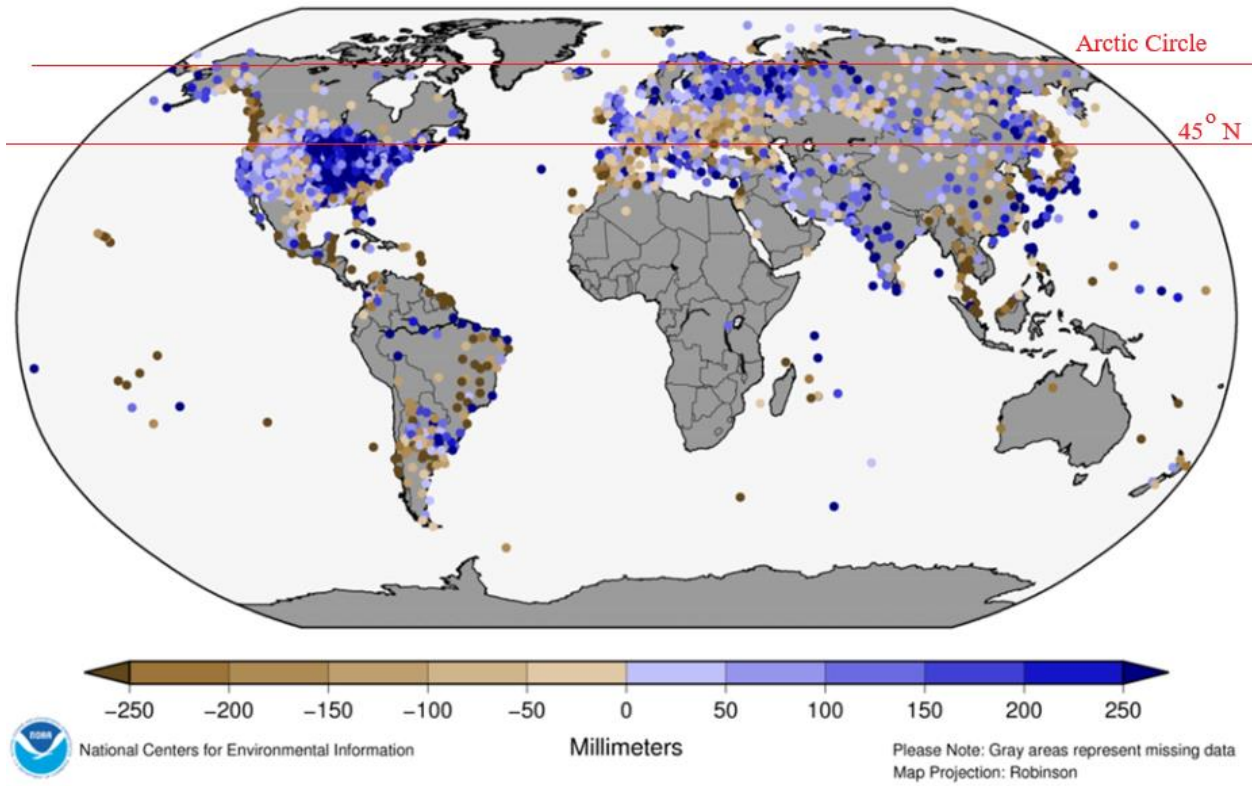 Arctic Circle
45° N
−250 −200 −150 −100 −50 0 50 100 150 200 250
Millimeters
NOAA
National Centers for Environmental Information
Please Note: Gray areas represent missing data
Map Projection: Robinson